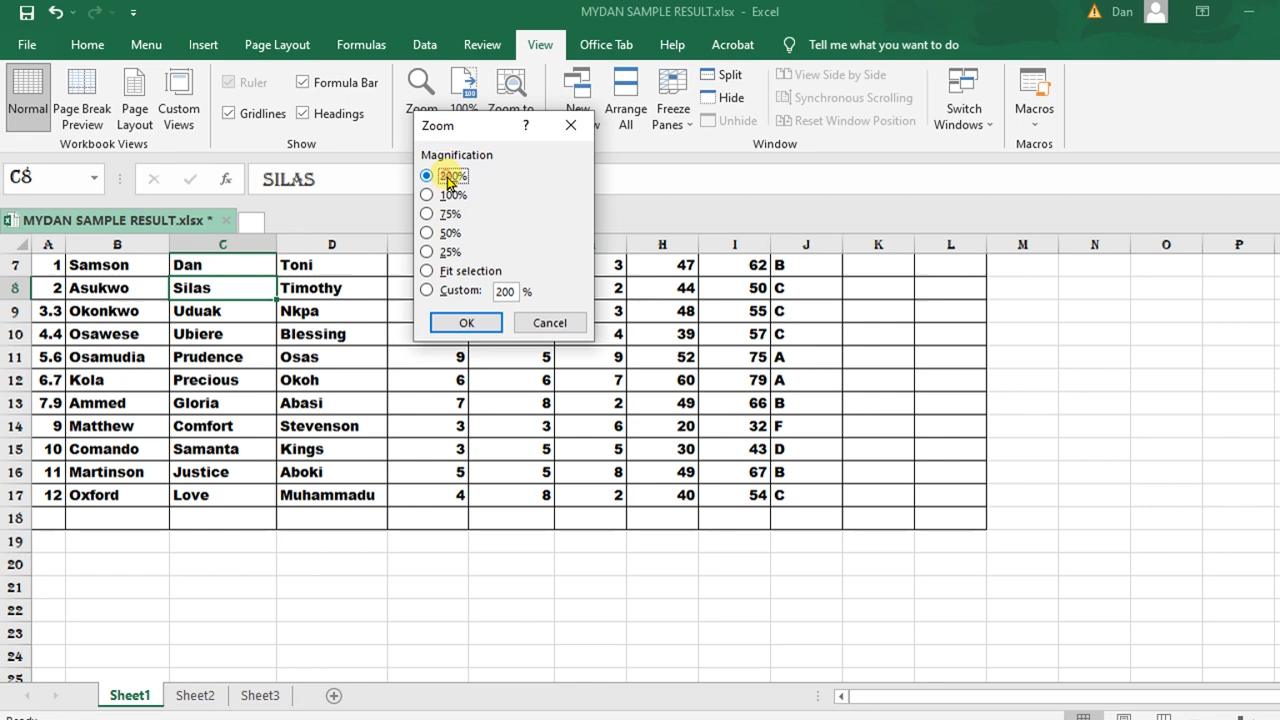 MYDAN SAMPLE RESULT.xlsx - Excel
Dan
File Home Menu Insert Page Layout Formulas Data Review View Office Tab Help Acrobat Tell me what you want to do
Normal
Page Break Preview
Page Layout
Custom Views
Workbook Views
Ruler
Formula Bar
Gridlines
Headings
Show
Zoom
100%
Zoom to
New
Arrange All
Freeze Panes
Split
Hide
Unhide
View Side by Side
Synchronous Scrolling
Reset Window Position
Window
Switch Windows
Macros
Macros
Zoom ?
Magnification
200%
100%
75%
50%
25%
Fit selection
Custom: 200 %
OK Cancel
C8 fx SILAS
MYDAN SAMPLE RESULT.xlsx *
A B C D H I J K L M N O P
7 1 Samson Dan Toni 3 47 62 B
8 2 Asukwo Silas Timothy 2 44 50 C
9 3.3 Okonkwo Uduak Nkpa 3 48 55 C
10 4.4 Osawese Ubiere Blessing 4 39 57 C
11 5.6 Osamudia Prudence Osas 9 5 9 52 75 A
12 6.7 Kola Precious Okoh 6 6 7 60 79 A
13 7.9 Ammed Gloria Abasi 7 8 2 49 66 B
14 9 Matthew Comfort Stevenson 3 3 6 20 32 F
15 10 Comando Samanta Kings 3 5 5 30 43 D
16 11 Martinson Justice Aboki 5 5 8 49 67 B
17 12 Oxford Love Muhammadu 4 8 2 40 54 C
18
19
20
21
22
23
24
25
Sheet1 Sheet2 Sheet3